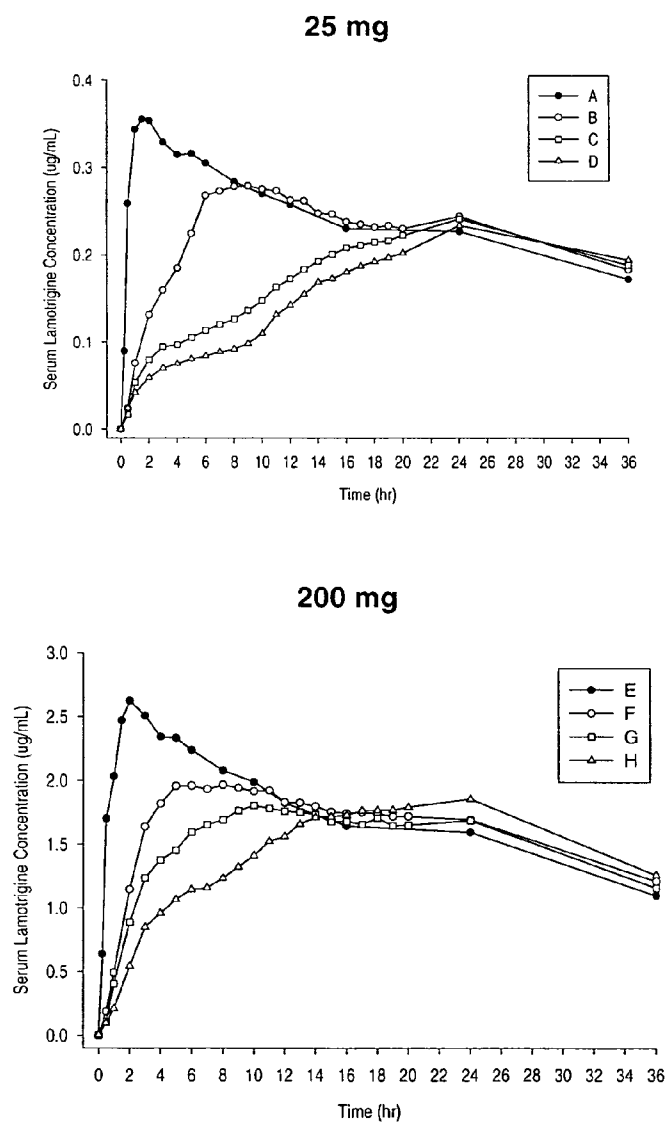 25 mg
0.4
0.3
0.2
0.1
0.0
Serum Lamotrigine Concentration (ug/mL)
A
B
C
D
0 2 4 6 8 10 12 14 16 18 20 22 24 26 28 30 32 34 36
Time (hr)
200 mg
3.0
2.5
2.0
1.5
1.0
0.5
0.0
Serum Lamotrigine Concentration (ug/mL)
E
F
G
H
0 2 4 6 8 10 12 14 16 18 20 22 24 26 28 30 32 34 36
Time (hr)